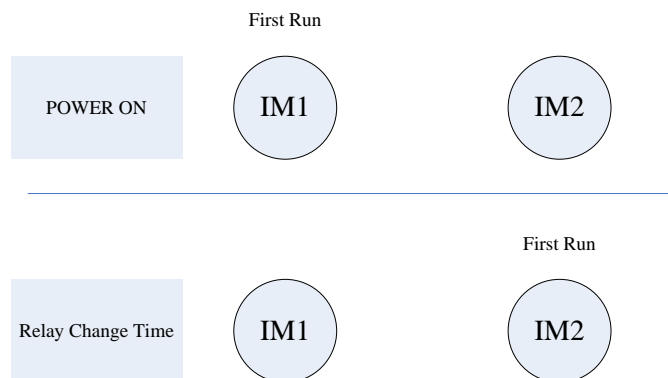 First Run
POWER ON
IM1
IM2
First Run
Relay Change Time
IM1
IM2